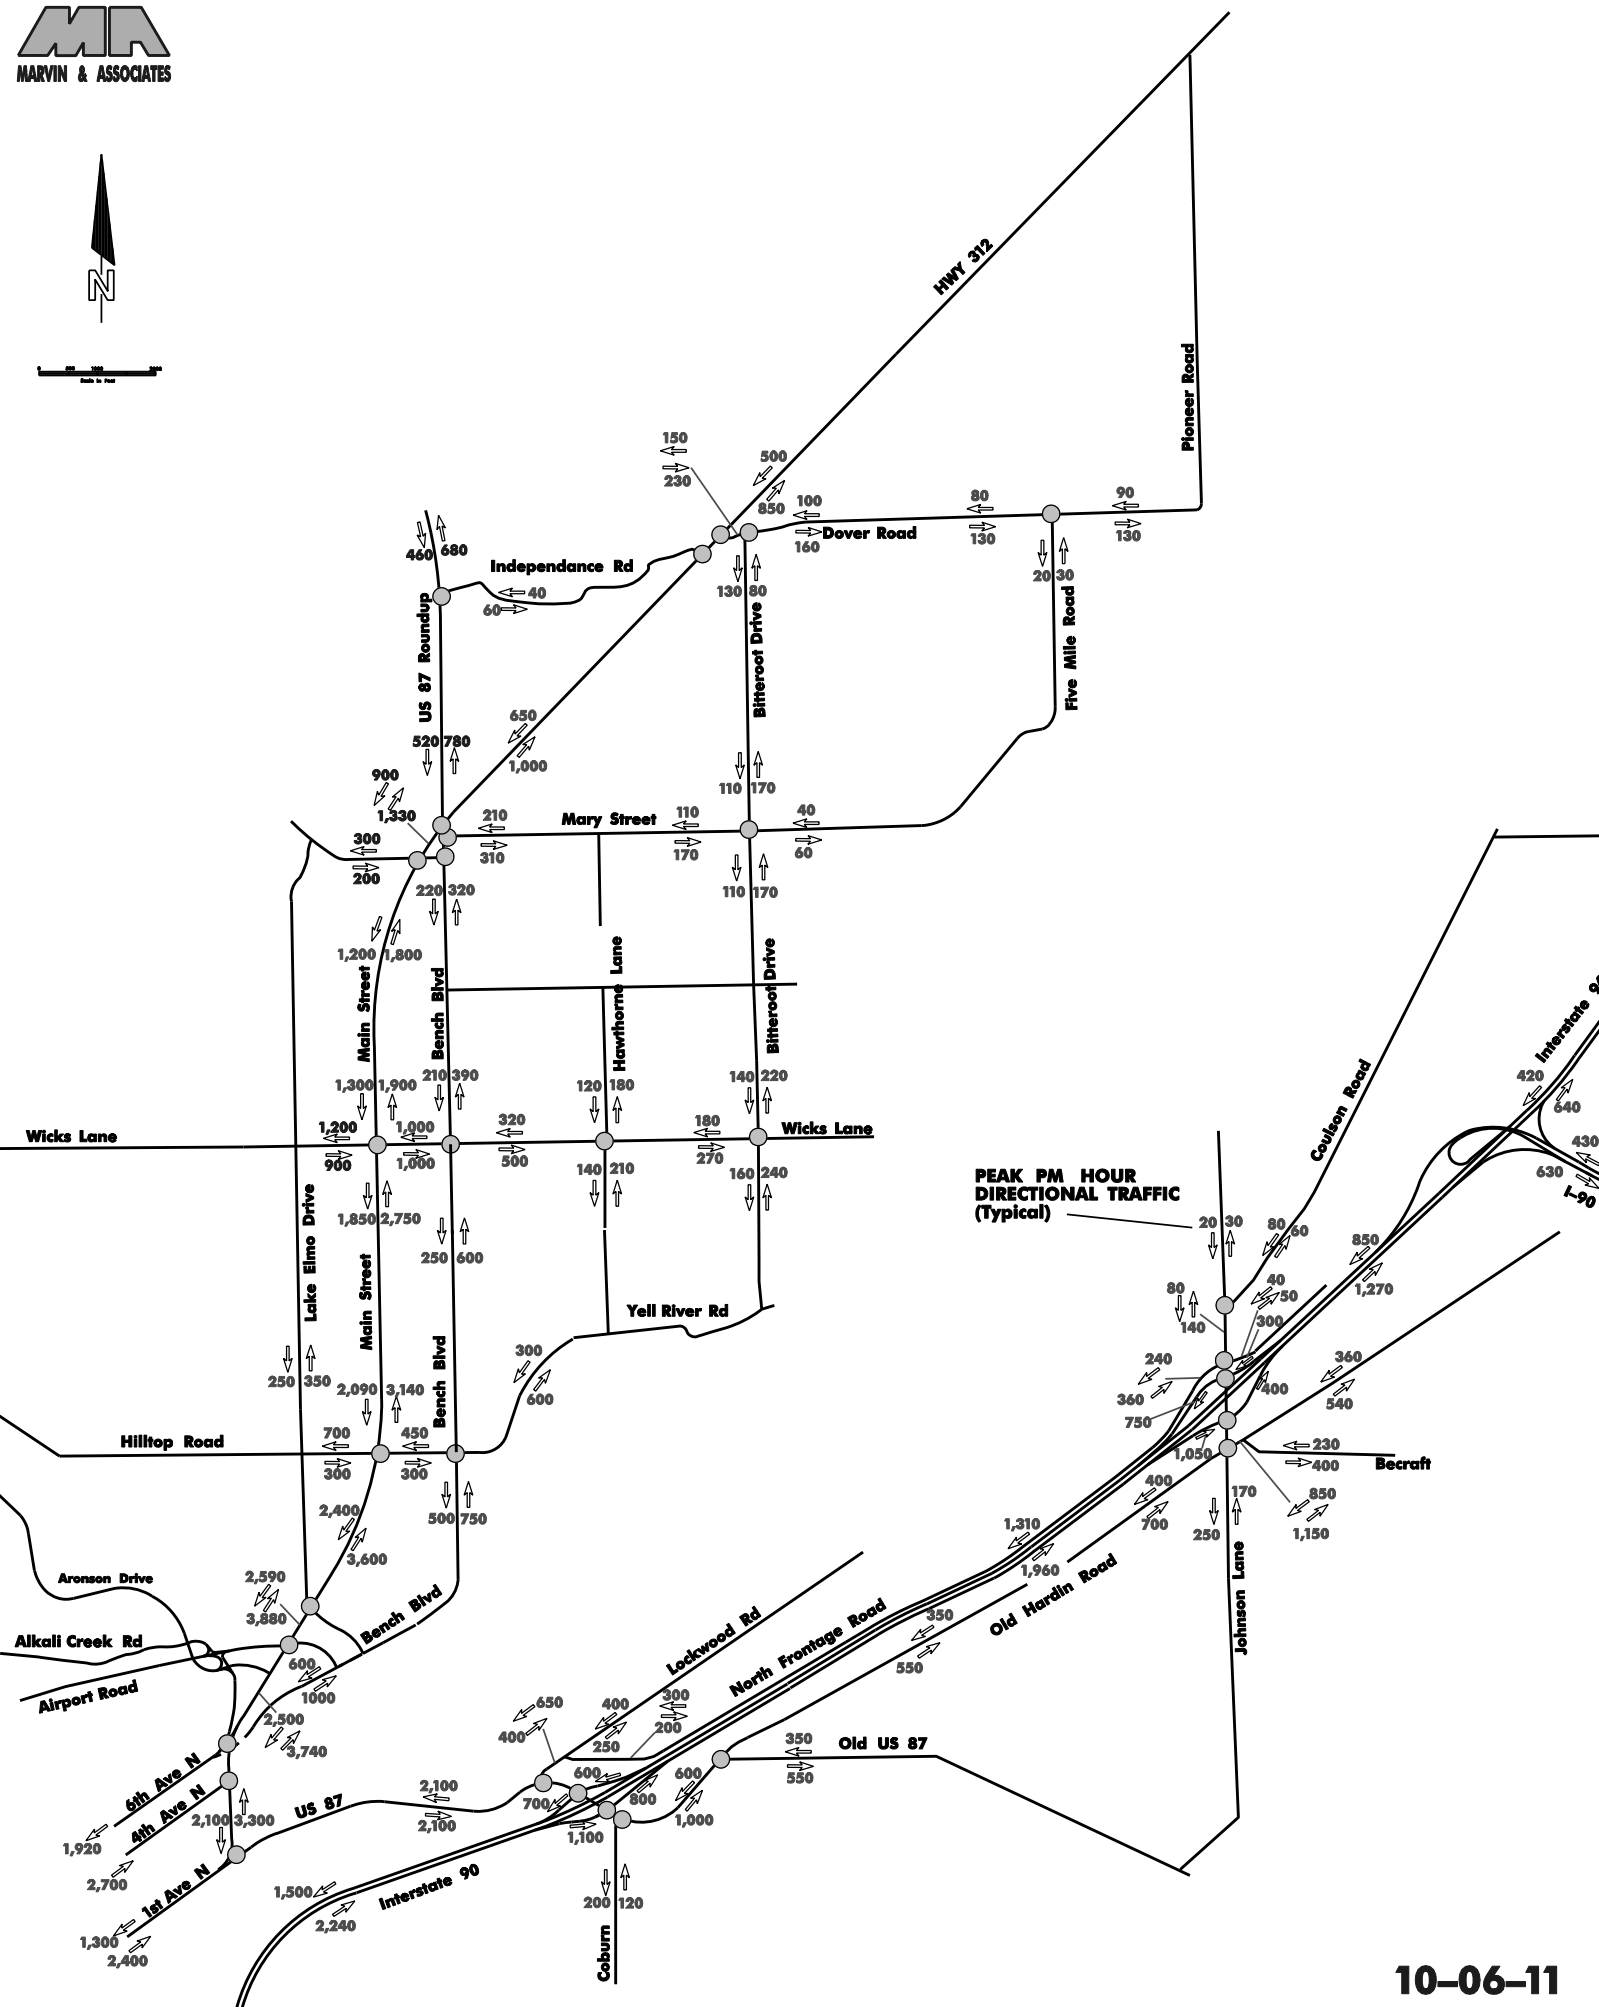 MARVIN & ASSOCIATES
N
0 500 1000 2000
Scale in Feet
HWY 312
Pioneer Road
150
230
500
850
100
160
Dover Road
80
130
90
130
20 30
Five Mile Road
460 680
Independance Rd
40
60
130 80
Bitterroot Drive
US 87 Roundup
520 780
650
1,000
900
1,330
110 170
210
310
Mary Street
110
170
40
60
300
200
220 320
110 170
1,200 1,800
Main Street
Bench Blvd
Hawthorne Lane
Bitteroot Drive
1,300 1,900
210 390
120 180
140 220
Wicks Lane
1,200
900
1,000
1,000
320
500
180
270
Wicks Lane
1,850 2,750
250 600
140 210
160 240
Lake Elmo Drive
Main Street
Bench Blvd
Yell River Rd
250 350
2,090 3,140
300
600
Hilltop Road
700
300
450
300
500 750
2,400
3,600
Coulson Road
Interstate 9
420
640
430
630
I-90
PEAK PM HOUR
DIRECTIONAL TRAFFIC
(Typical)
20 30
80 60
850
1,270
80
140
40
50
300
240
360
400
750
1,050
360
540
230
400
Becraft
850
1,150
400
700
170
250
Johnson Lane
1,310
1,960
Old Hardin Road
Aronson Drive
2,590
3,880
Alkali Creek Rd
Bench Blvd
Airport Road
600
1000
2,500
3,740
Lockwood Rd
North Frontage Road
350
550
650
400
400
250
300
200
350
550
Old US 87
6th Ave N
4th Ave N
1,920
2,700
2,100 3,300
US 87
2,100
2,100
600
700
800
600
1,000
1,100
1st Ave N
1,300
2,400
1,500
2,240
Interstate 90
200 120
Coburn
10-06-11